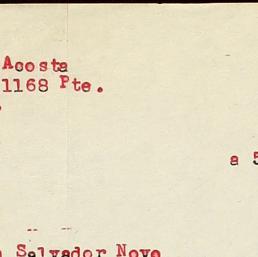 Acosta
1168 Pte.
a 5
Salvador Novo